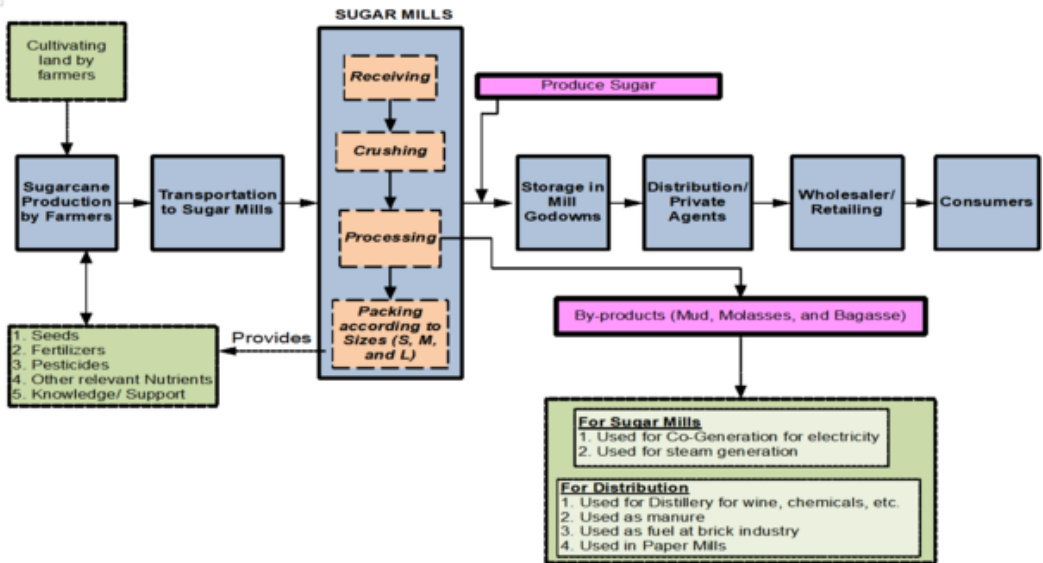 SUGAR MILLS
Cultivating
land by
farmers
Receiving
Produce Sugar
Crushing
Sugarcane
Production
by Farmers
Transportation
to Sugar Mills
Storage in
Mill
Godowns
Distribution/
Private
Agents
Wholesaler/
Retailing
Consumers
Processing
Packing
according to
Sizes (S, M,
and L)
By-products (Mud, Molasses, and Bagasse)
Provides
1. Seeds
2. Fertilizers
3. Pesticides
4. Other relevant Nutrients
5. Knowledge/ Support
For Sugar Mills
1. Used for Co-Generation for electricity
2. Used for steam generation
For Distribution
1. Used for Distillery for wine, chemicals, etc.
2. Used as manure
3. Used as fuel at brick industry
4. Used in Paper Mills